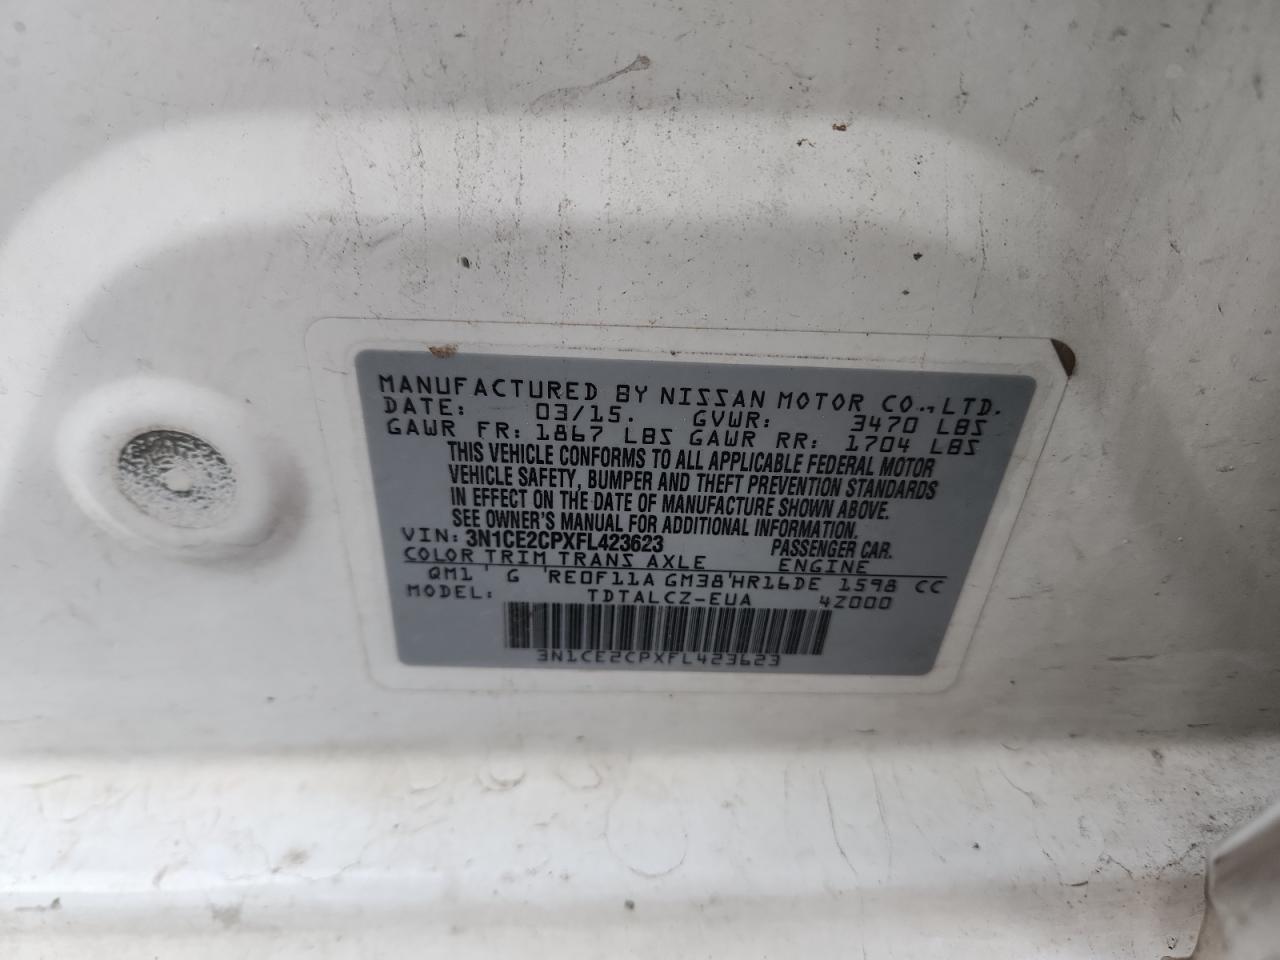 MANUFACTURED BY NISSAN MOTOR CO., LTD.
DATE: 03/15. GVWR: 3470 LBS
GAWR FR: 1867 LBS GAWR RR: 1704 LBS
THIS VEHICLE CONFORMS TO ALL APPLICABLE FEDERAL MOTOR
VEHICLE SAFETY, BUMPER AND THEFT PREVENTION STANDARDS
IN EFFECT ON THE DATE OF MANUFACTURE SHOWN ABOVE.
SEE OWNER'S MANUAL FOR ADDITIONAL INFORMATION.
VIN: 3N1CE2CPXFL423623 PASSENGER CAR.
COLOR TRIM TRANS AXLE ENGINE
QM1 ' G 'RE0F11A GM38'HR16DE 1598 CC
MODEL: TDTALCZ-EUA 4Z000
3N1CE2CPXFL423623